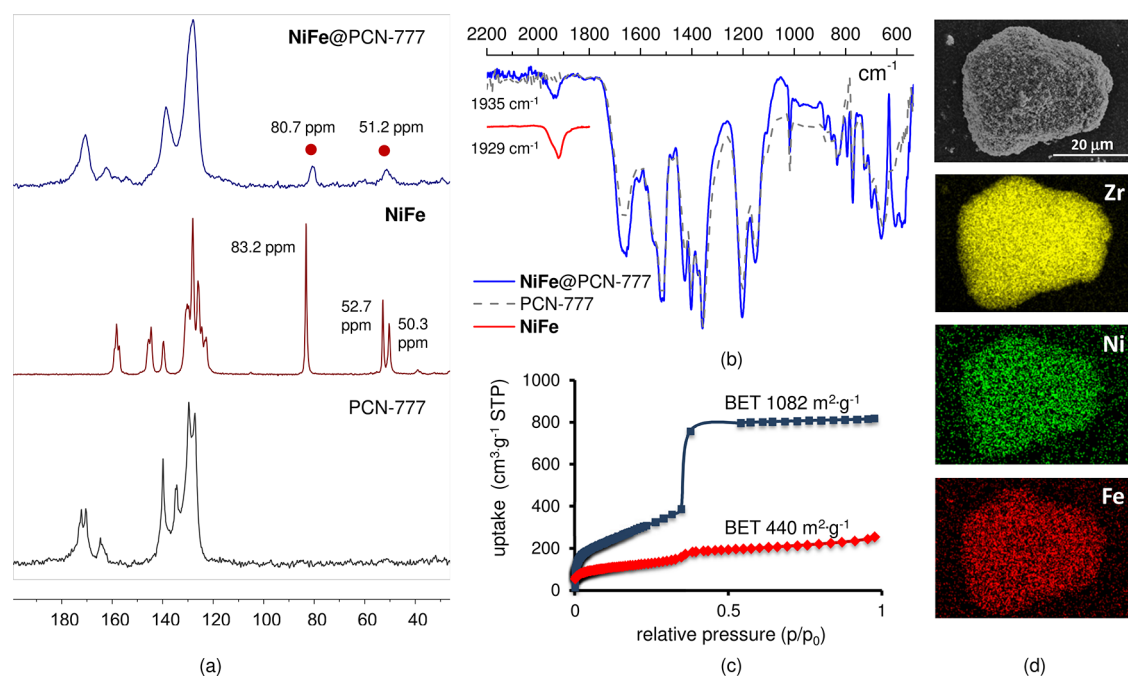 NiFe@PCN-777
80.7 ppm
51.2 ppm
NiFe
83.2 ppm
52.7
ppm
50.3
ppm
PCN-777
180 160 140 120 100 80 60 40
(a)
2200 2000 1800 1600 1400 1200 1000 800 600
cm-1
1935 cm-1
1929 cm-1
NiFe@PCN-777
PCN-777
NiFe
(b)
1000
800
600
400
200
0
uptake (cm3·g-1 STP)
BET 1082 m2·g-1
BET 440 m2·g-1
0 0.5 1
relative pressure (p/p0)
(c)
20 µm
Zr
Ni
Fe
(d)